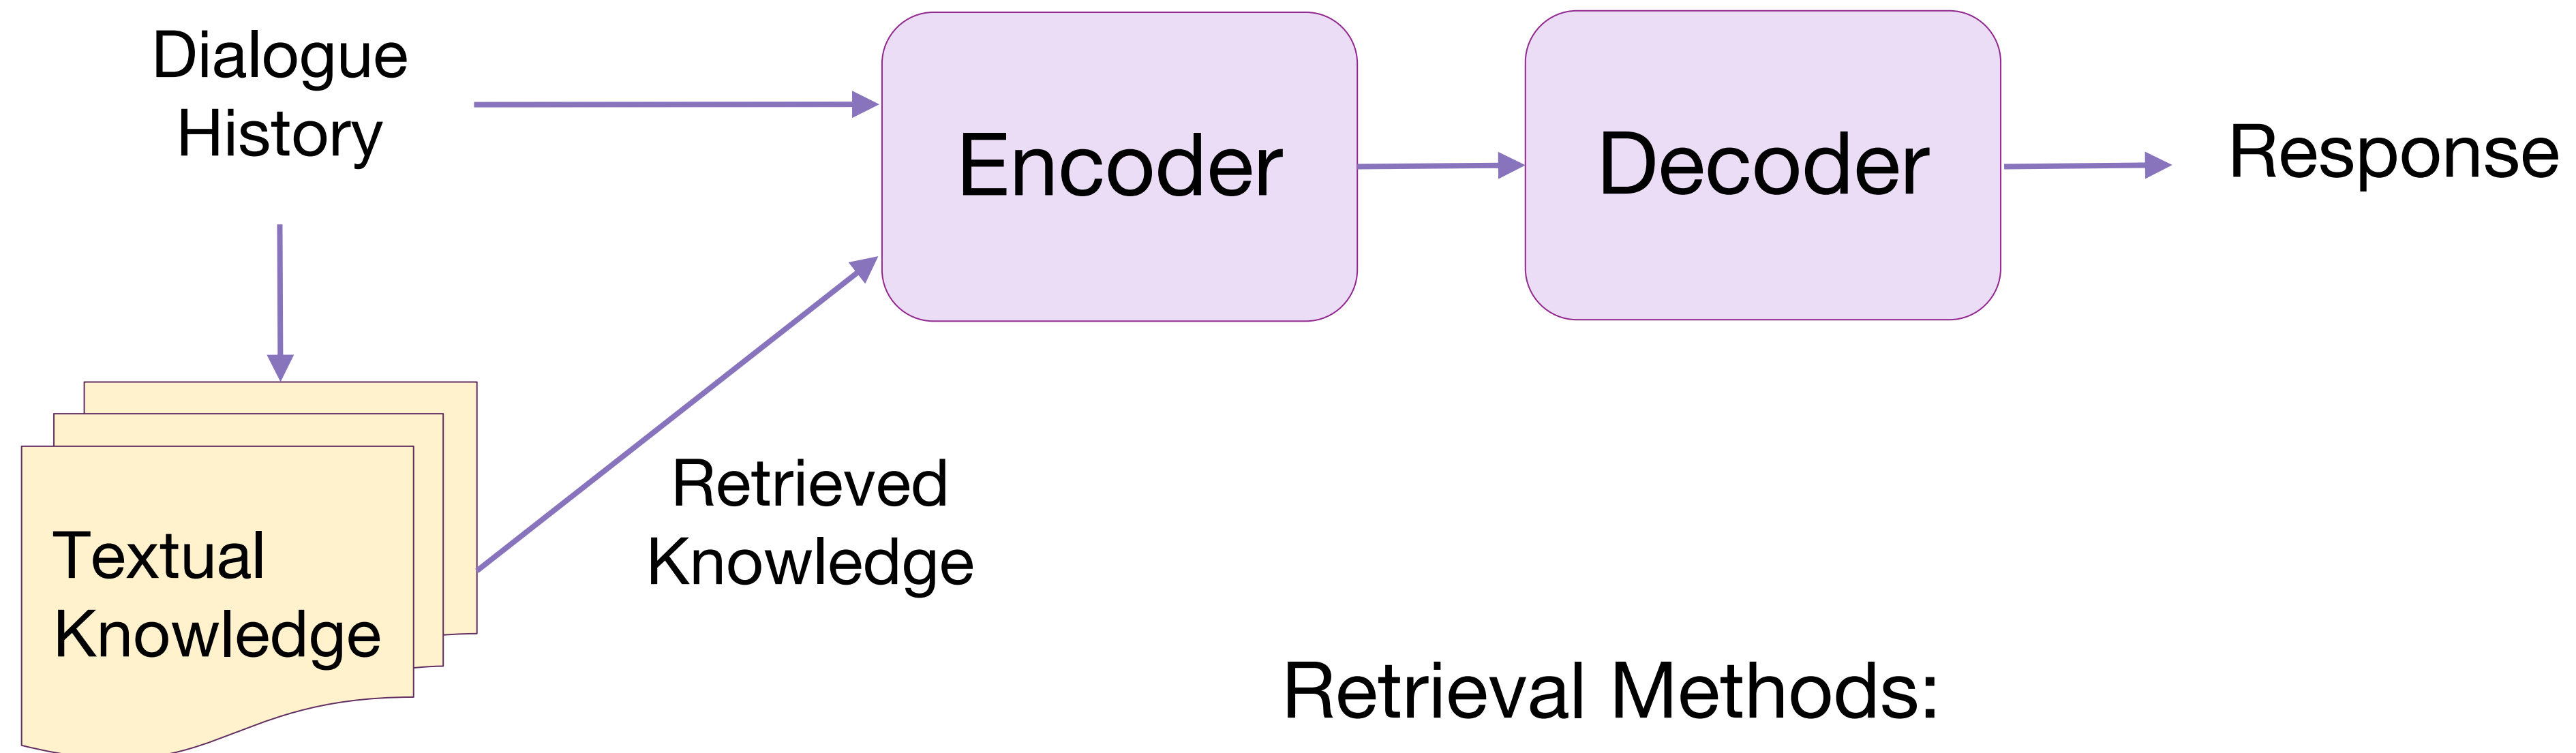 Dialogue
History
Encoder
Decoder
Response
Retrieved
Knowledge
Textual
Knowledge
Retrieval Methods: